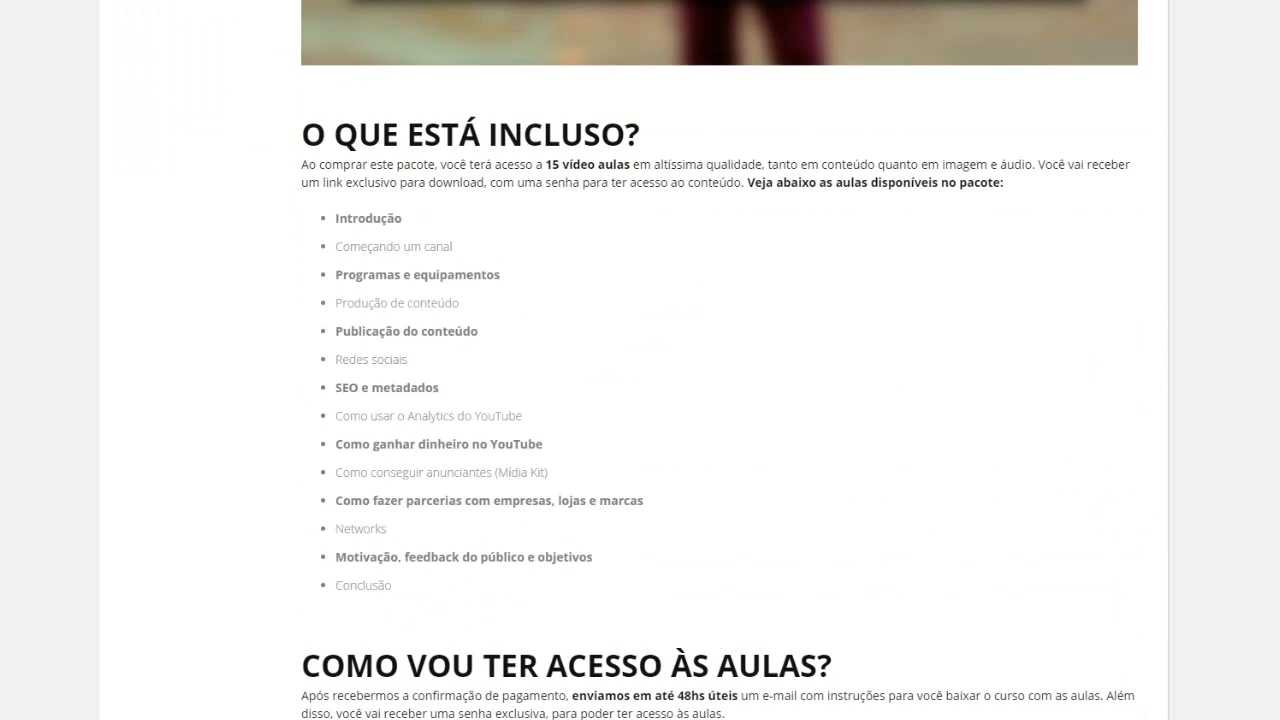 O QUE ESTÁ INCLUSO?
Ao comprar este pacote, você terá acesso a 15 vídeo aulas em altíssima qualidade, tanto em conteúdo quanto em imagem e áudio. Você vai receber
um link exclusivo para download, com uma senha para ter acesso ao conteúdo. Veja abaixo as aulas disponíveis no pacote:
• Introdução
• Começando um canal
• Programas e equipamentos
• Produção de conteúdo
• Publicação do conteúdo
• Redes sociais
• SEO e metadados
• Como usar o Analytics do YouTube
• Como ganhar dinheiro no YouTube
• Como conseguir anunciantes (Mídia Kit)
• Como fazer parcerias com empresas, lojas e marcas
• Networks
• Motivação, feedback do público e objetivos
• Conclusão
COMO VOU TER ACESSO ÀS AULAS?
Após recebermos a confirmação de pagamento, enviamos em até 48hs úteis um e-mail com instruções para você baixar o curso com as aulas. Além
disso, você vai receber uma senha exclusiva, para poder ter acesso às aulas.